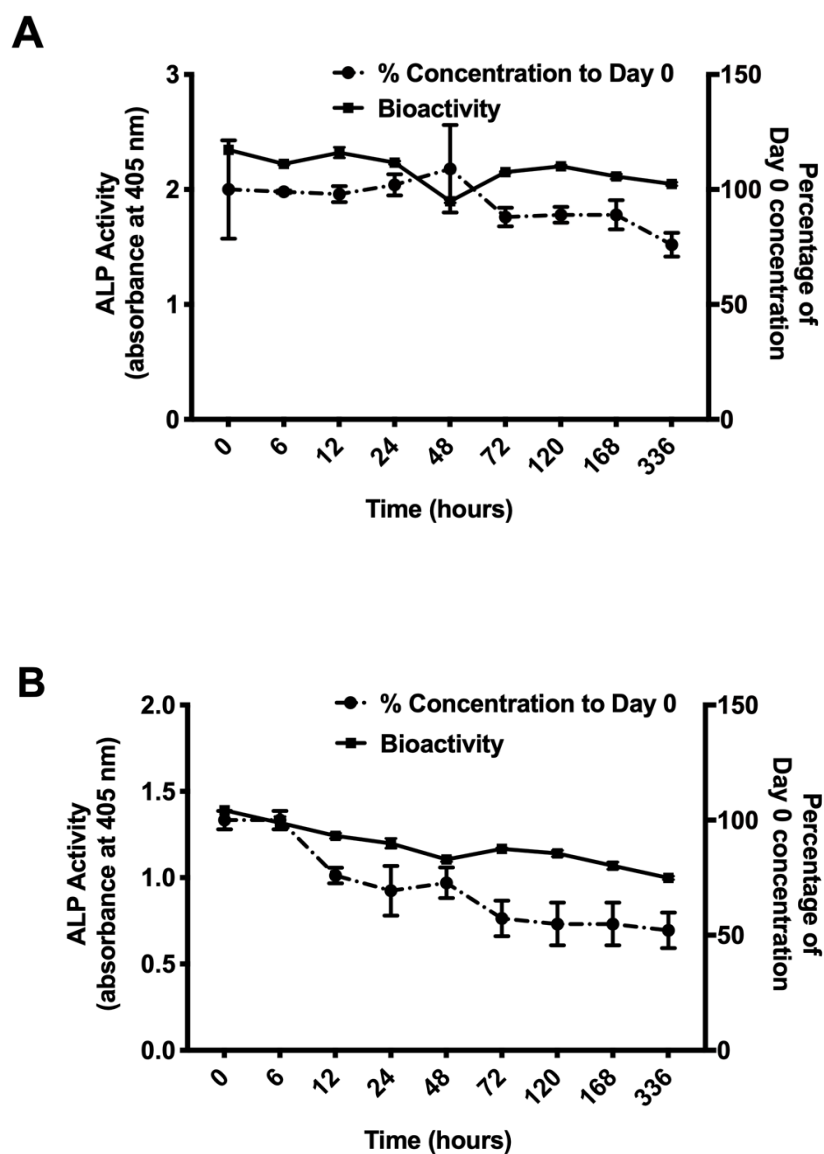 A
% Concentration to Day 0
Bioactivity
ALP Activity
(absorbance at 405 nm)
3
2
1
0
150
100
50
0
Percentage of
Day 0 concentration
0 6 12 24 48 72 120 168 336
Time (hours)
B
% Concentration to Day 0
Bioactivity
ALP Activity
(absorbance at 405 nm)
2.0
1.5
1.0
0.5
0.0
150
100
50
0
Percentage of
Day 0 concentration
0 6 12 24 48 72 120 168 336
Time (hours)